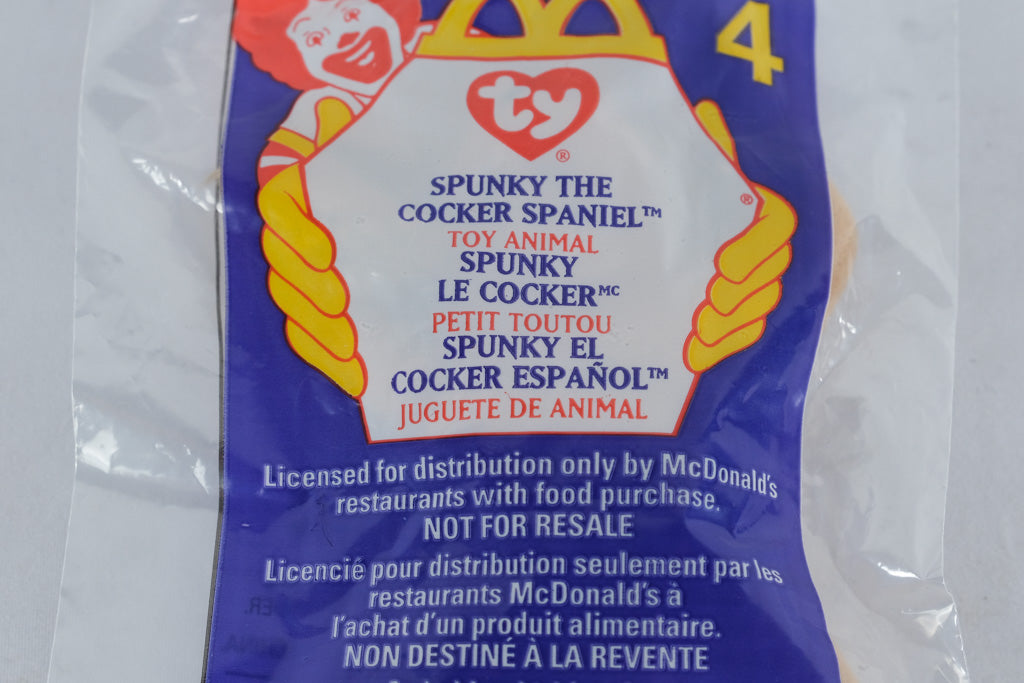 4
ty®
SPUNKY THE
COCKER SPANIEL™
®
TOY ANIMAL
SPUNKY
LE COCKERᴹᶜ
PETIT TOUTOU
SPUNKY EL
COCKER ESPAÑOL™
JUGUETE DE ANIMAL
Licensed for distribution only by McDonald's
restaurants with food purchase.
NOT FOR RESALE
Licencié pour distribution seulement par les
restaurants McDonald's à
l'achat d'un produit alimentaire.
NON DESTINÉ À LA REVENTE